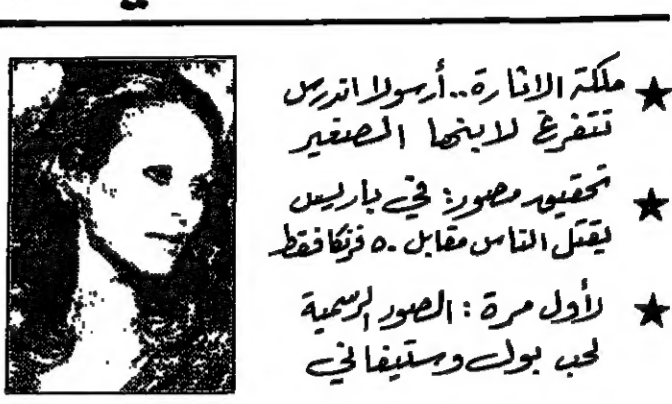 ملكة الاثارة.. أرسولا اندرس
تتفرغ لابنها الصغير
تحقيق مصور: في باريس
يقتل الناس مقابل ٥٠ فرنكا فقط
لأول مرة: الصور الرسمية
لحب بول وستيفاني